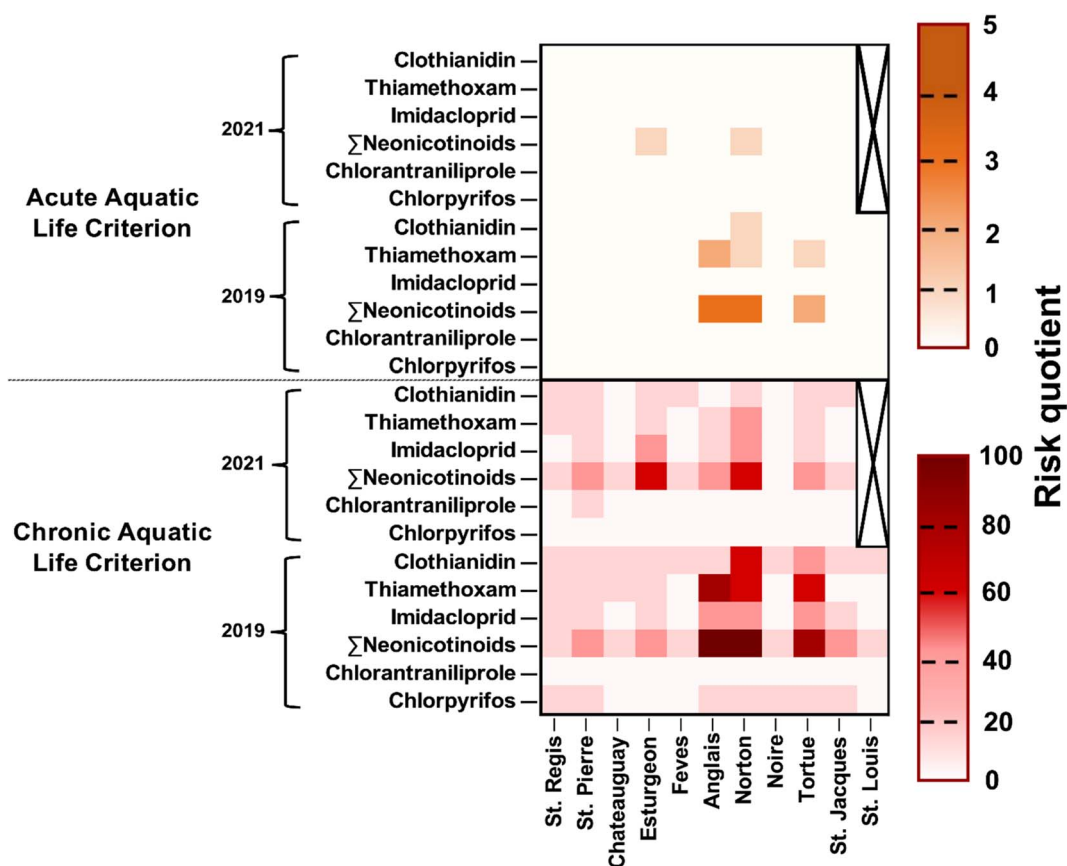 Acute Aquatic
Life Criterion
2021
Clothianidin
Thiamethoxam
Imidacloprid
∑Neonicotinoids
Chlorantraniliprole
Chlorpyrifos
2019
Clothianidin
Thiamethoxam
Imidacloprid
∑Neonicotinoids
Chlorantraniliprole
Chlorpyrifos
Chronic Aquatic
Life Criterion
2021
Clothianidin
Thiamethoxam
Imidacloprid
∑Neonicotinoids
Chlorantraniliprole
Chlorpyrifos
2019
Clothianidin
Thiamethoxam
Imidacloprid
∑Neonicotinoids
Chlorantraniliprole
Chlorpyrifos
St. Regis
St. Pierre
Chateauguay
Esturgeon
Feves
Anglais
Norton
Noire
Tortue
St. Jacques
St. Louis
5
4
3
2
1
0
100
80
60
40
20
0
Risk quotient